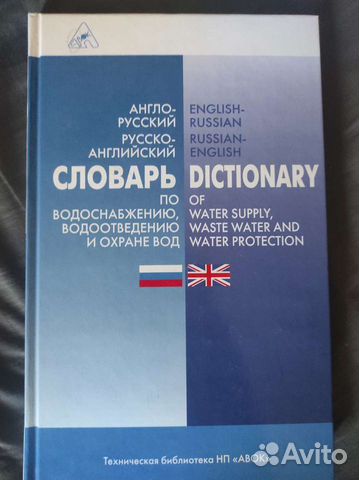 АНГЛО-
РУССКИЙ
РУССКО-
АНГЛИЙСКИЙ
СЛОВАРЬ
ПО
ВОДОСНАБЖЕНИЮ,
ВОДООТВЕДЕНИЮ
И ОХРАНЕ ВОД
ENGLISH-
RUSSIAN
RUSSIAN-
ENGLISH
DICTIONARY
OF
WATER SUPPLY,
WASTE WATER AND
WATER PROTECTION
Техническая библиотека НП «АВОК»
Avito